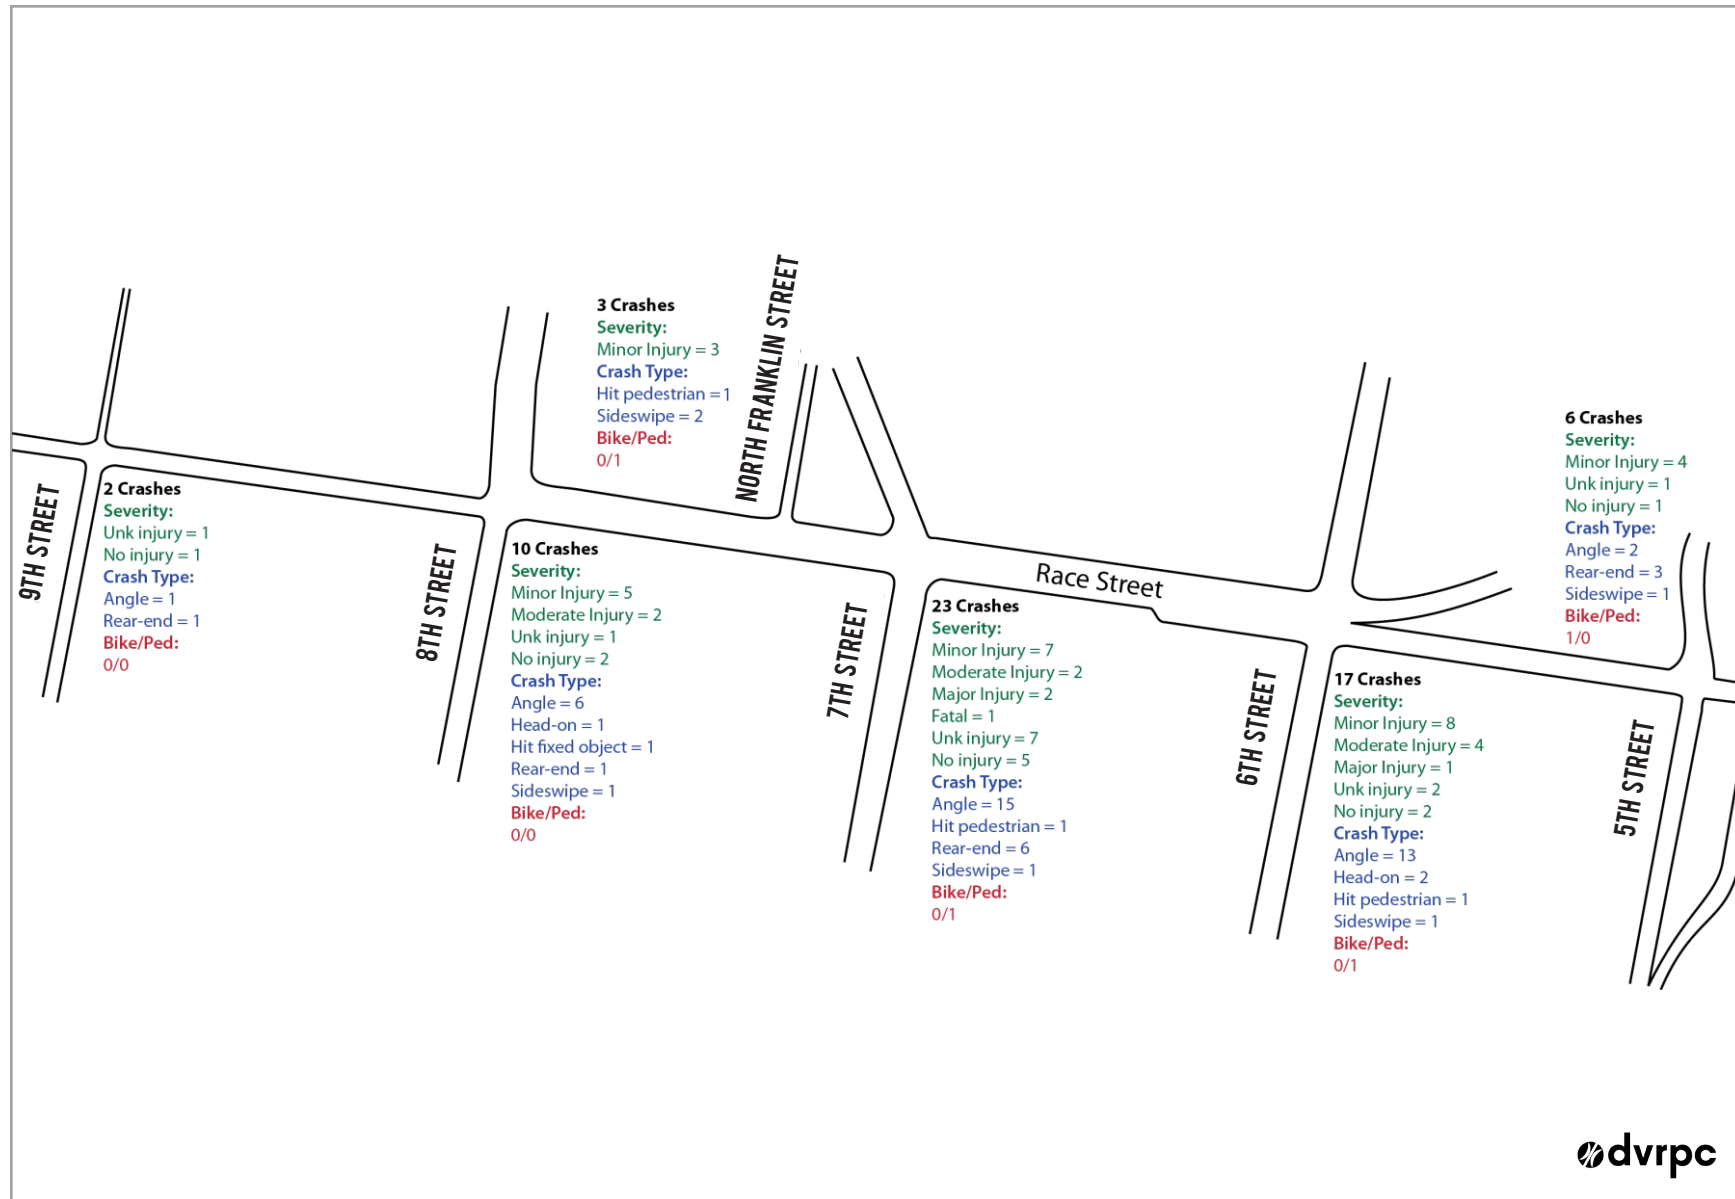 9TH STREET
2 Crashes
Severity:
Unk injury = 1
No injury = 1
Crash Type:
Angle = 1
Rear-end = 1
Bike/Ped:
0/0
8TH STREET
10 Crashes
Severity:
Minor Injury = 5
Moderate Injury = 2
Unk injury = 1
No injury = 2
Crash Type:
Angle = 6
Head-on = 1
Hit fixed object = 1
Rear-end = 1
Sideswipe = 1
Bike/Ped:
0/0
3 Crashes
Severity:
Minor Injury = 3
Crash Type:
Hit pedestrian = 1
Sideswipe = 2
Bike/Ped:
0/1
NORTH FRANKLIN STREET
7TH STREET
Race Street
23 Crashes
Severity:
Minor Injury = 7
Moderate Injury = 2
Major Injury = 2
Fatal = 1
Unk injury = 7
No injury = 5
Crash Type:
Angle = 15
Hit pedestrian = 1
Rear-end = 6
Sideswipe = 1
Bike/Ped:
0/1
6TH STREET
17 Crashes
Severity:
Minor Injury = 8
Moderate Injury = 4
Major Injury = 1
Unk injury = 2
No injury = 2
Crash Type:
Angle = 13
Head-on = 2
Hit pedestrian = 1
Sideswipe = 1
Bike/Ped:
0/1
6 Crashes
Severity:
Minor Injury = 4
Unk injury = 1
No injury = 1
Crash Type:
Angle = 2
Rear-end = 3
Sideswipe = 1
Bike/Ped:
1/0
5TH STREET
dvrpc